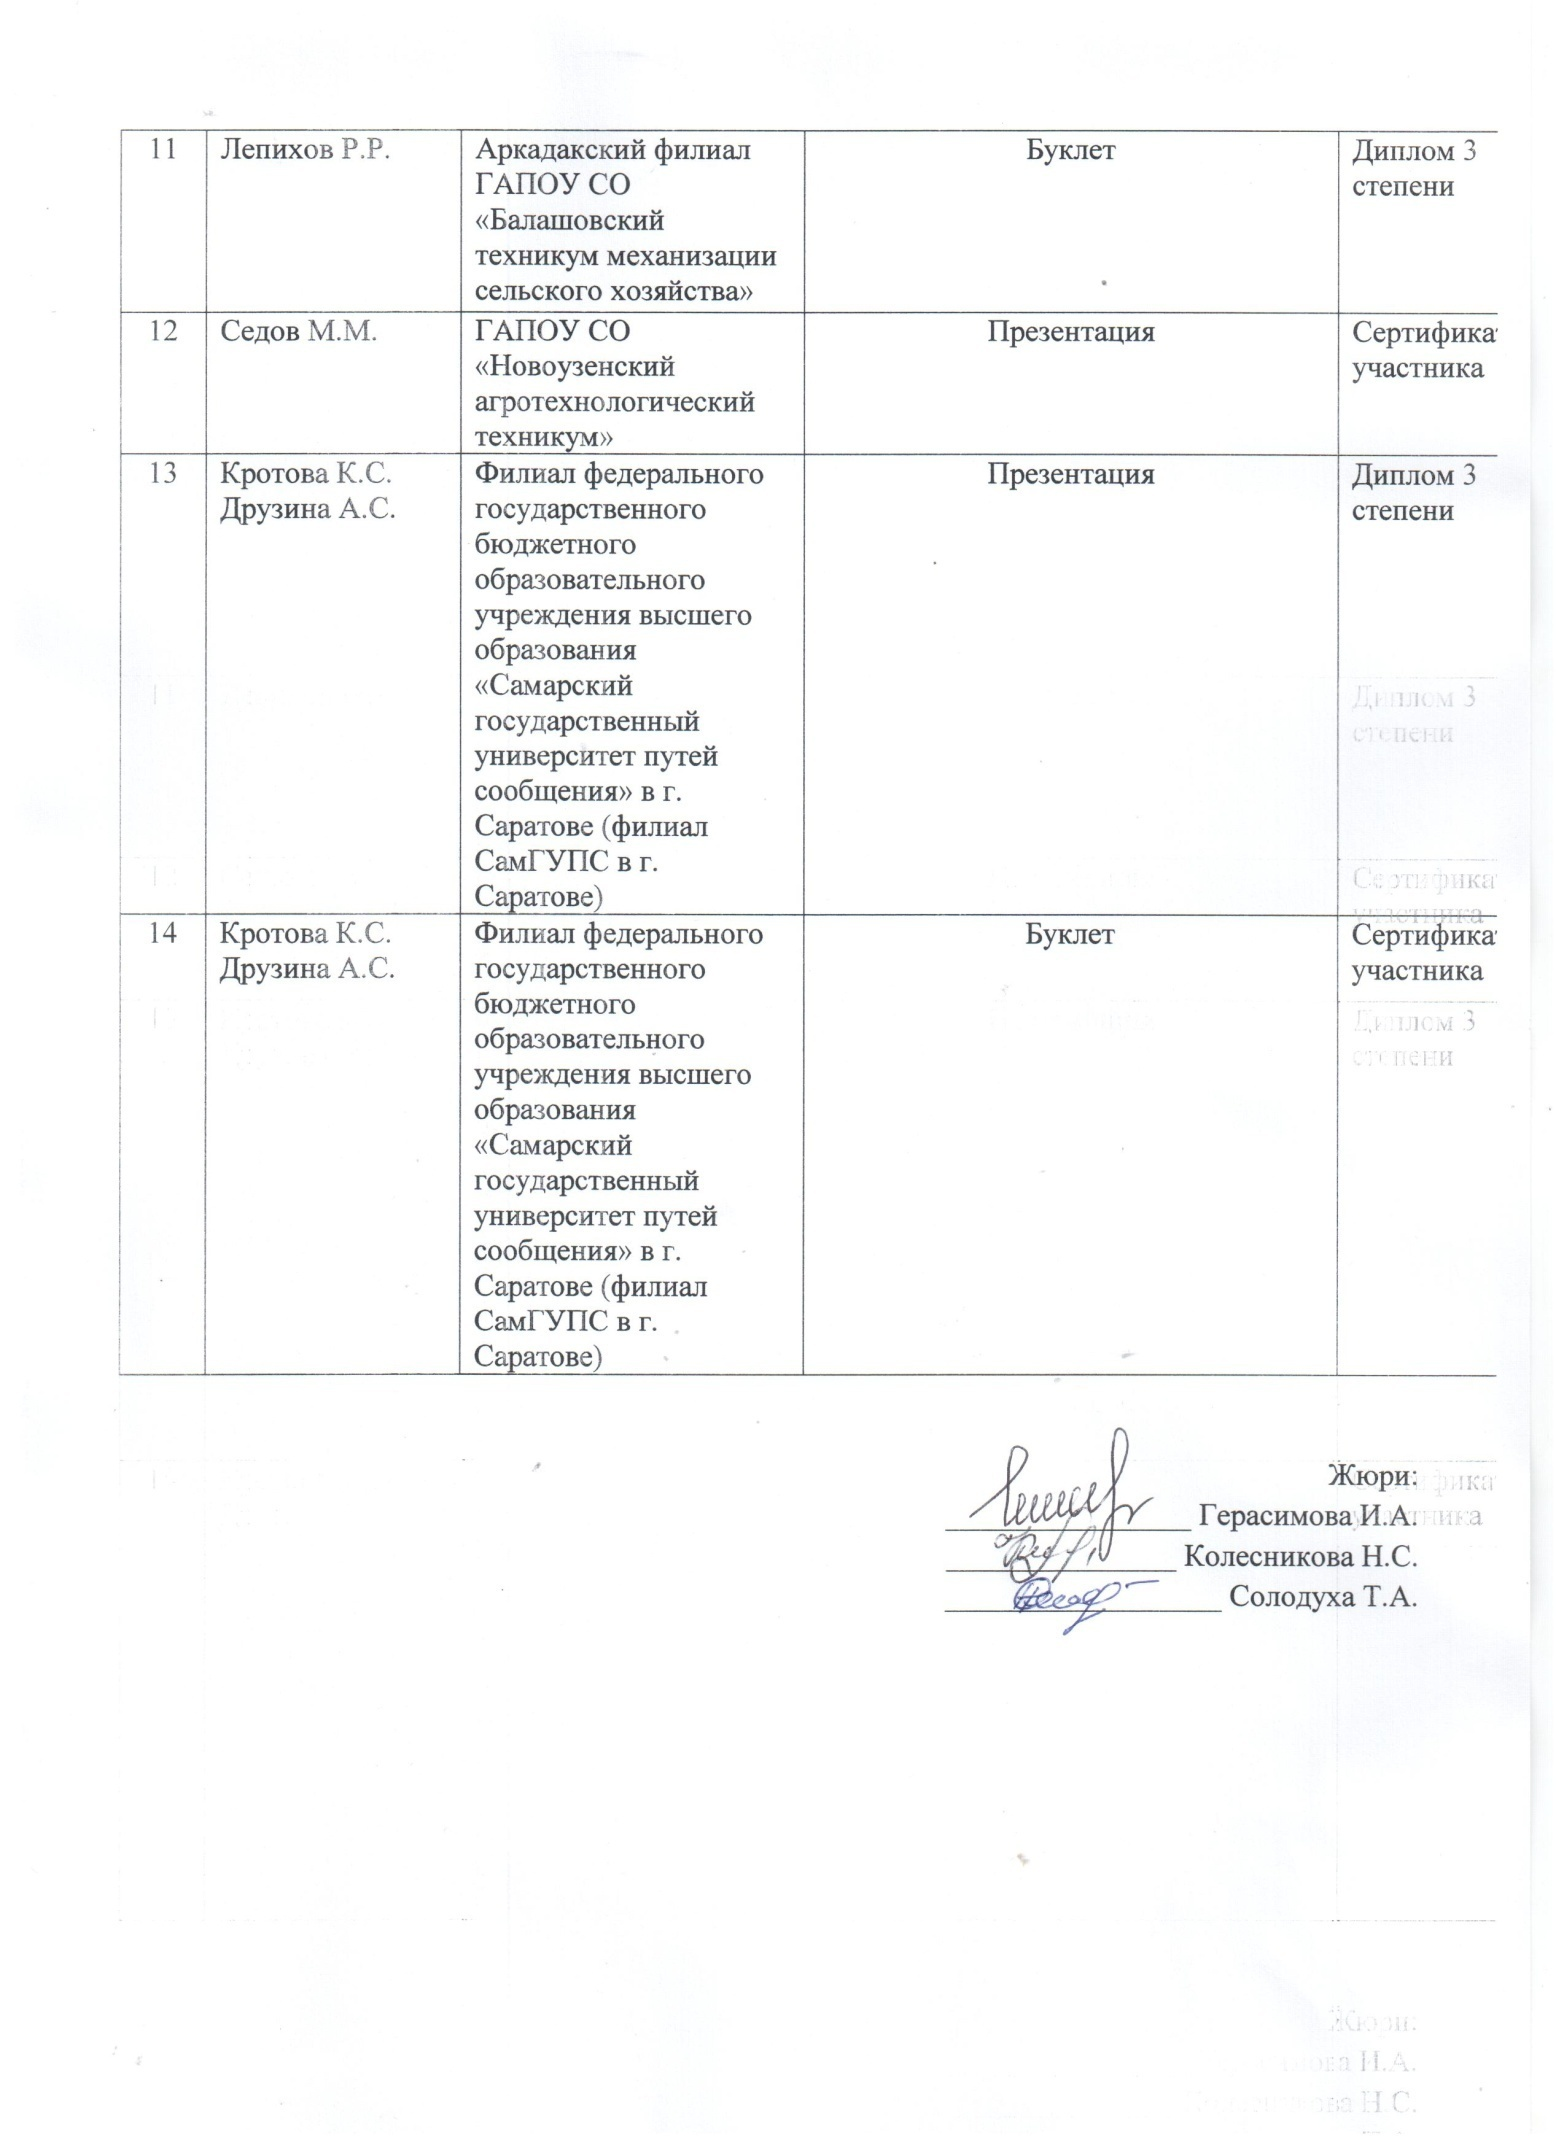 11 Лепихов Р.Р. Аркадакский филиал Буклет Диплом 3
ГАПОУ СО степени
«Балашовский
техникум механизации
сельского хозяйства»
12 Седов М.М. ГАПОУ СО Презентация Сертификат
«Новоузенский участника
агротехнологический
техникум»
13 Кротова К.С. Филиал федерального Презентация Диплом 3
Друзина А.С. государственного степени
бюджетного
образовательного
учреждения высшего
образования
«Самарский
государственный
университет путей
сообщения» в г.
Саратове (филиал
СамГУПС в г.
Саратове)
14 Кротова К.С. Филиал федерального Буклет Сертификат
Друзина А.С. государственного участника
бюджетного
образовательного
учреждения высшего
образования
«Самарский
государственный
университет путей
сообщения» в г.
Саратове (филиал
СамГУПС в г.
Саратове)
Жюри:
Герасимова И.А.
Колесникова Н.С.
Солодуха Т.А.